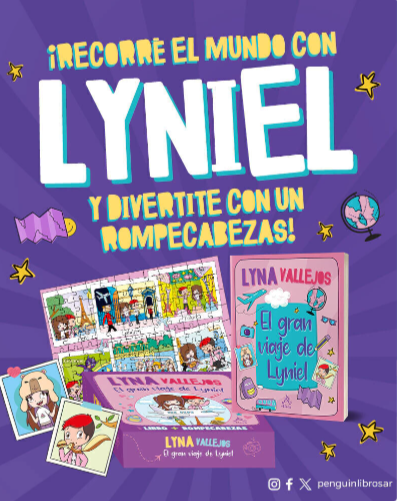 ¡RECORRÉ EL MUNDO CON
LYNIEL
Y DIVERTITE CON UN
ROMPECABEZAS!
LYNA VALLEJOS
El gran
viaje de
Lyniel
LYNA VALLEJOS
El gran viaje de Lyniel
LIBRO + ROMPECABEZAS
LYNA VALLEJOS
El gran viaje de Lyniel
penguinlibrosar